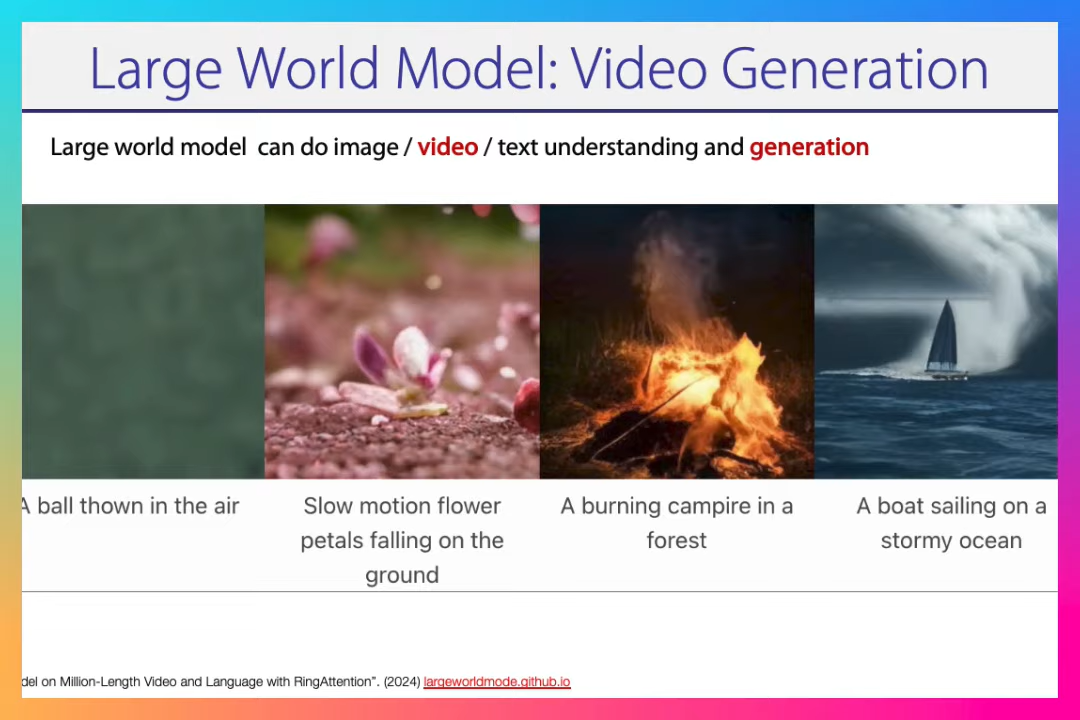 Large World Model: Video Generation
Large world model can do image / video / text understanding and generation
A ball thown in the air
Slow motion flower
petals falling on the
ground
A burning campire in a
forest
A boat sailing on a
stormy ocean
del on Million-Length Video and Language with RingAttention”. (2024) largeworldmode.github.io